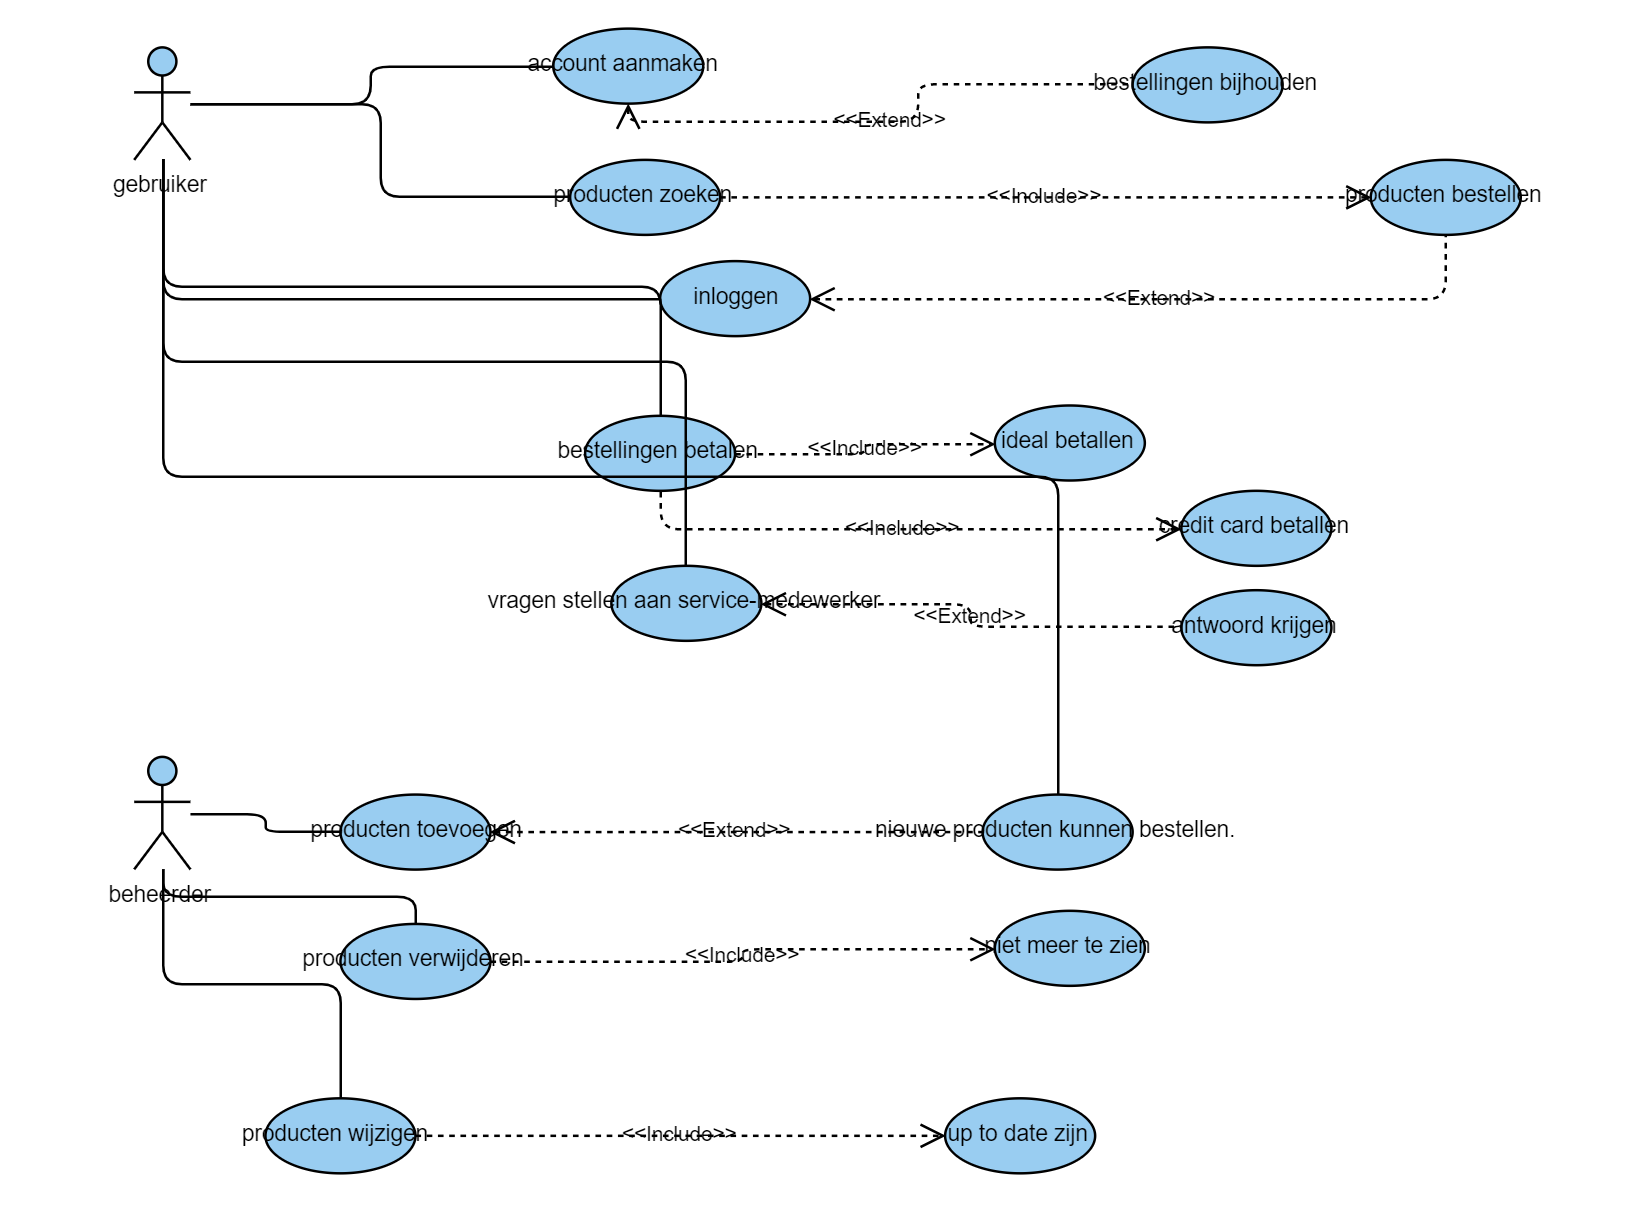 account aanmaken
bestellingen bijhouden
<<Extend>>
gebruiker
producten zoeken
<<Include>>
producten bestellen
inloggen
<<Extend>>
bestellingen betalen
<<Include>>
ideal betallen
<<Include>>
credit card betallen
vragen stellen aan service-medewerker
<<Extend>>
antwoord krijgen
producten toevoegen
<<Extend>>
nieuwe producten kunnen bestellen.
beheerder
producten verwijderen
<<Include>>
niet meer te zien
producten wijzigen
<<Include>>
up to date zijn